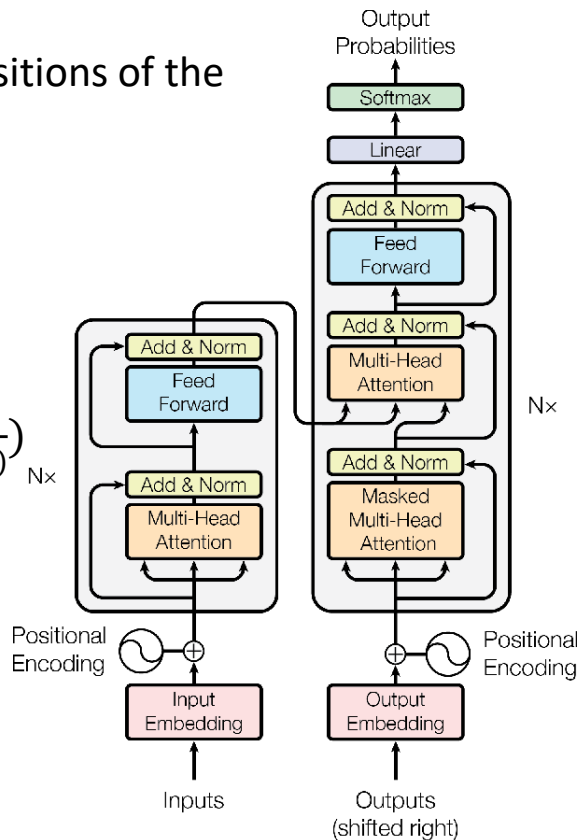 sitions of the
)
)
Output
Probabilities
Softmax
Linear
Add & Norm
Feed
Forward
Add & Norm
Multi-Head
Attention
Add & Norm
Masked
Multi-Head
Attention
N×
Add & Norm
Feed
Forward
Add & Norm
Multi-Head
Attention
N×
Positional
Encoding
Positional
Encoding
Input
Embedding
Output
Embedding
Inputs
Outputs
(shifted right)